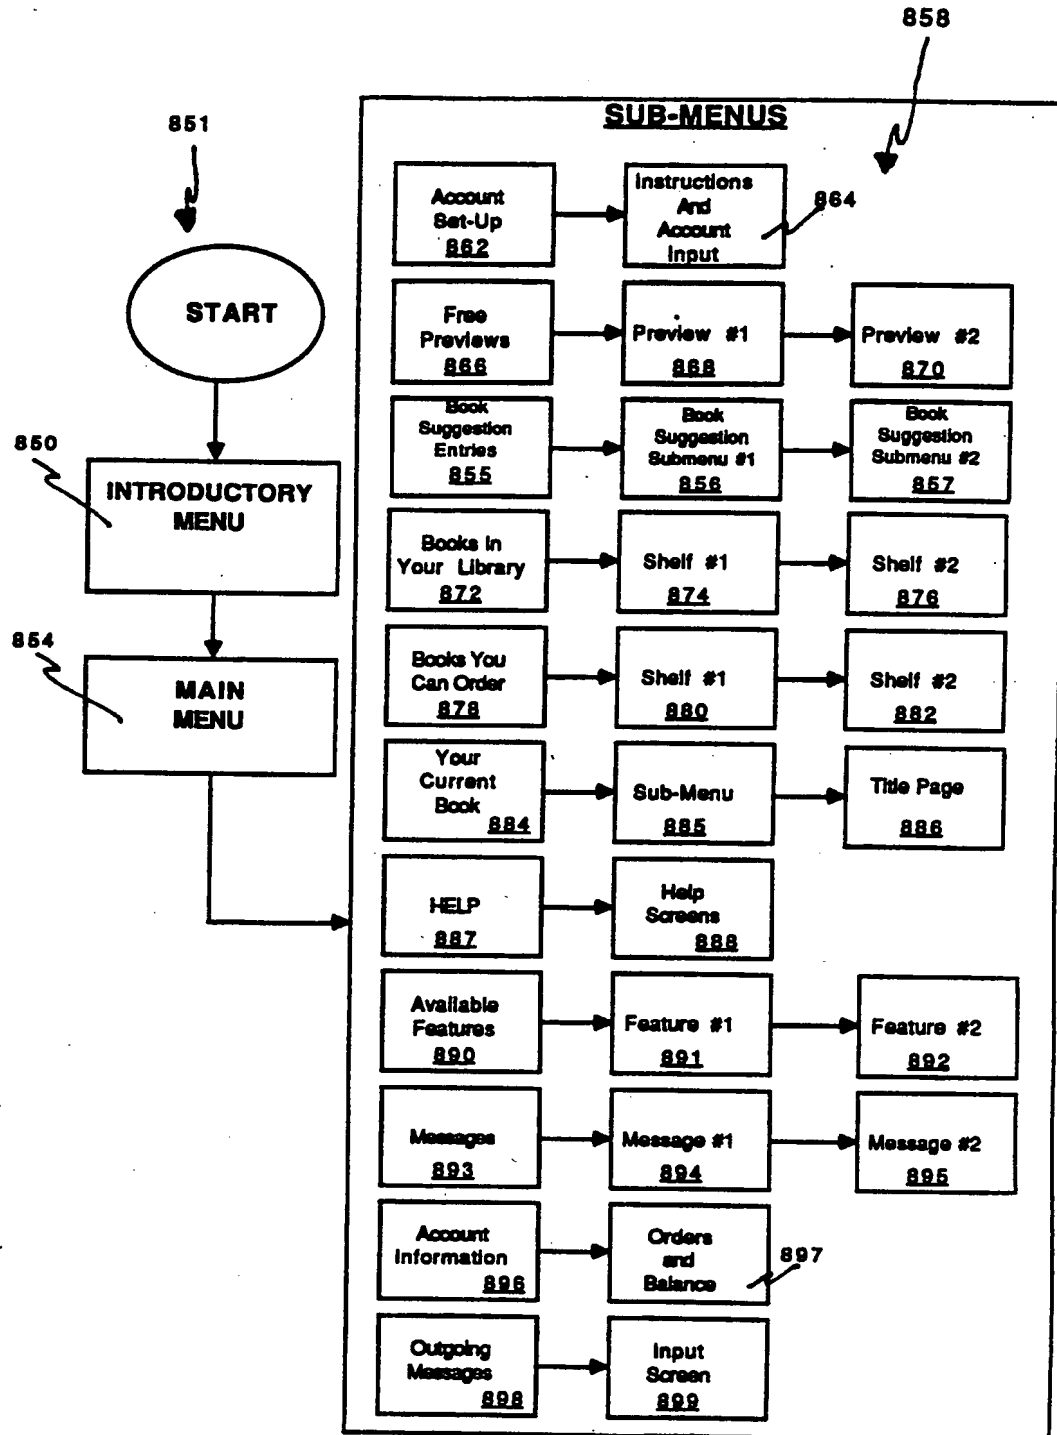 858
SUB-MENUS
851
START
850
INTRODUCTORY
MENU
854
MAIN
MENU
Account
Set-Up
862
Instructions
And
Account
Input
864
Free
Previews
866
Preview #1
868
Preview #2
870
Book
Suggestion
Entries
855
Book
Suggestion
Submenu #1
856
Book
Suggestion
Submenu #2
857
Books In
Your Library
872
Shelf #1
874
Shelf #2
876
Books You
Can Order
878
Shelf #1
880
Shelf #2
882
Your
Current
Book
884
Sub-Menu
885
Title Page
886
HELP
887
Help
Screens
888
Available
Features
890
Feature #1
891
Feature #2
892
Messages
893
Message #1
894
Message #2
895
Account
Information
896
Orders
and
Balance
897
Outgoing
Messages
898
Input
Screen
899